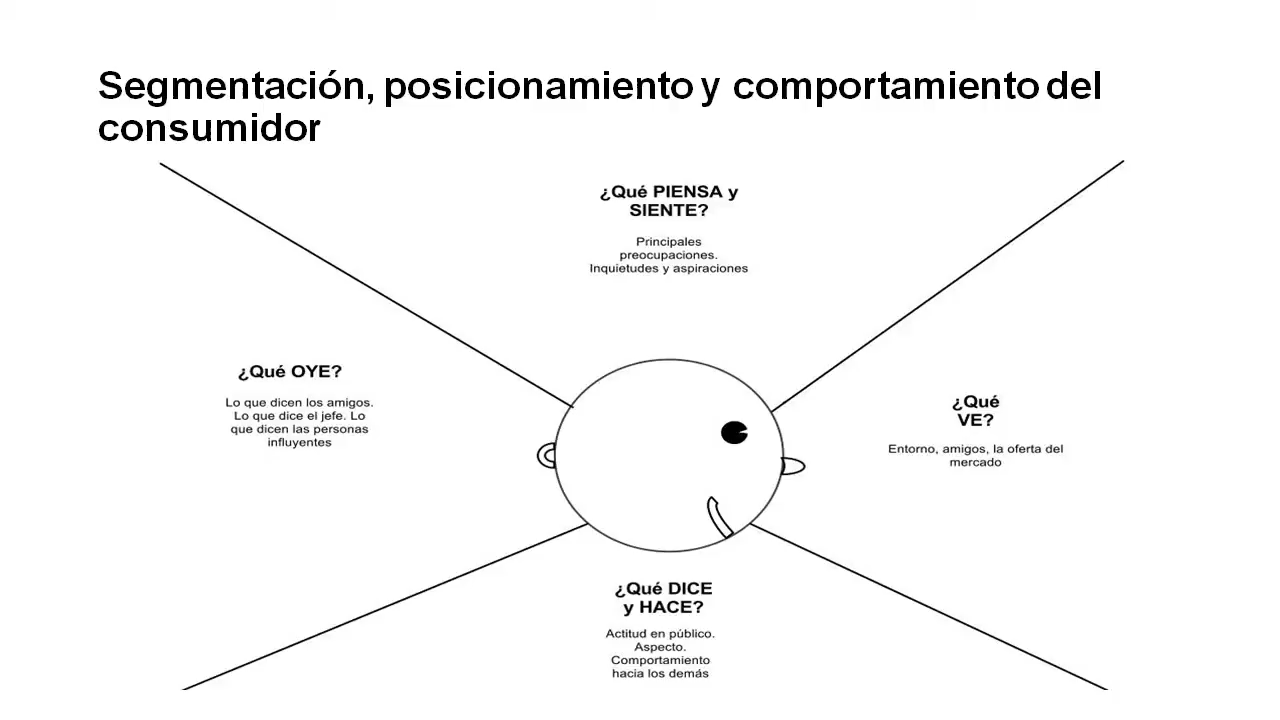 Segmentación, posicionamiento y comportamiento del
consumidor
¿Qué PIENSA y
SIENTE?
Principales
preocupaciones.
Inquietudes y aspiraciones
¿Qué OYE?
Lo que dicen los amigos.
Lo que dice el jefe. Lo
que dicen las personas
influyentes
¿Qué
VE?
Entorno, amigos, la oferta del
mercado
¿Qué DICE
y HACE?
Actitud en público.
Aspecto.
Comportamiento
hacia los demás